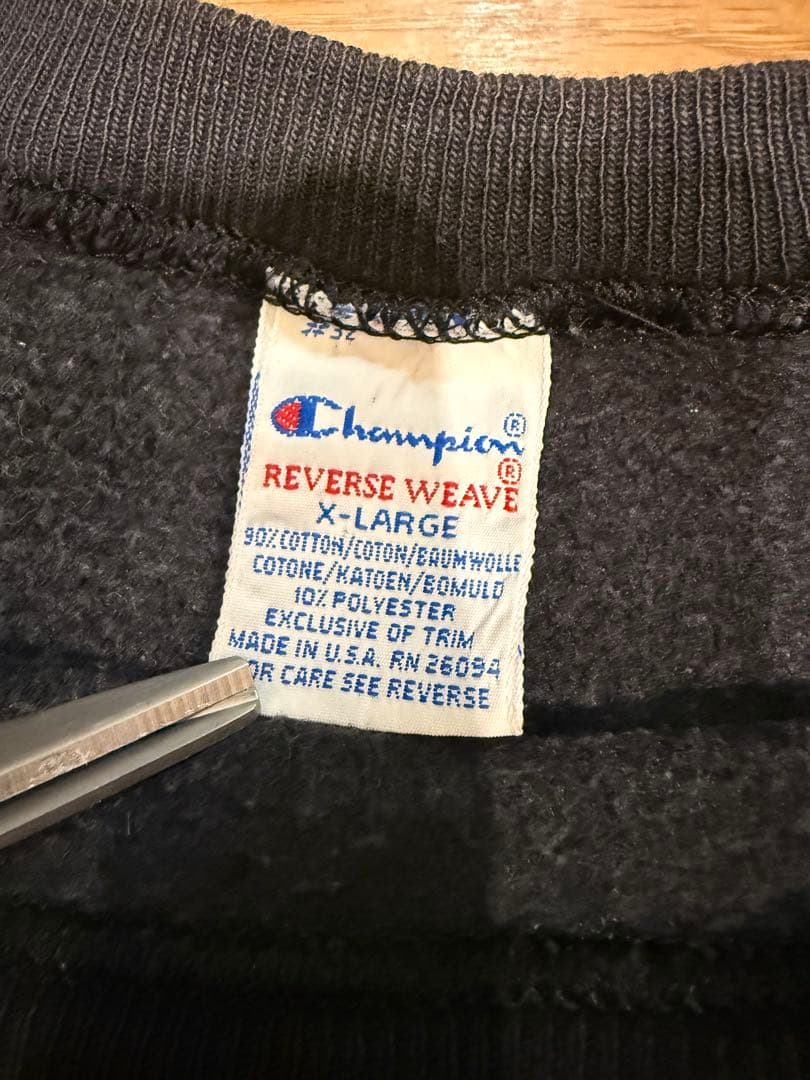 Champion®
REVERSE WEAVE®
X-LARGE
90% COTTON/COTON/BAUMWOLLE
COTONE/KATOEN/BOMULD
10% POLYESTER
EXCLUSIVE OF TRIM
MADE IN U.S.A. RN 26094
OR CARE SEE REVERSE